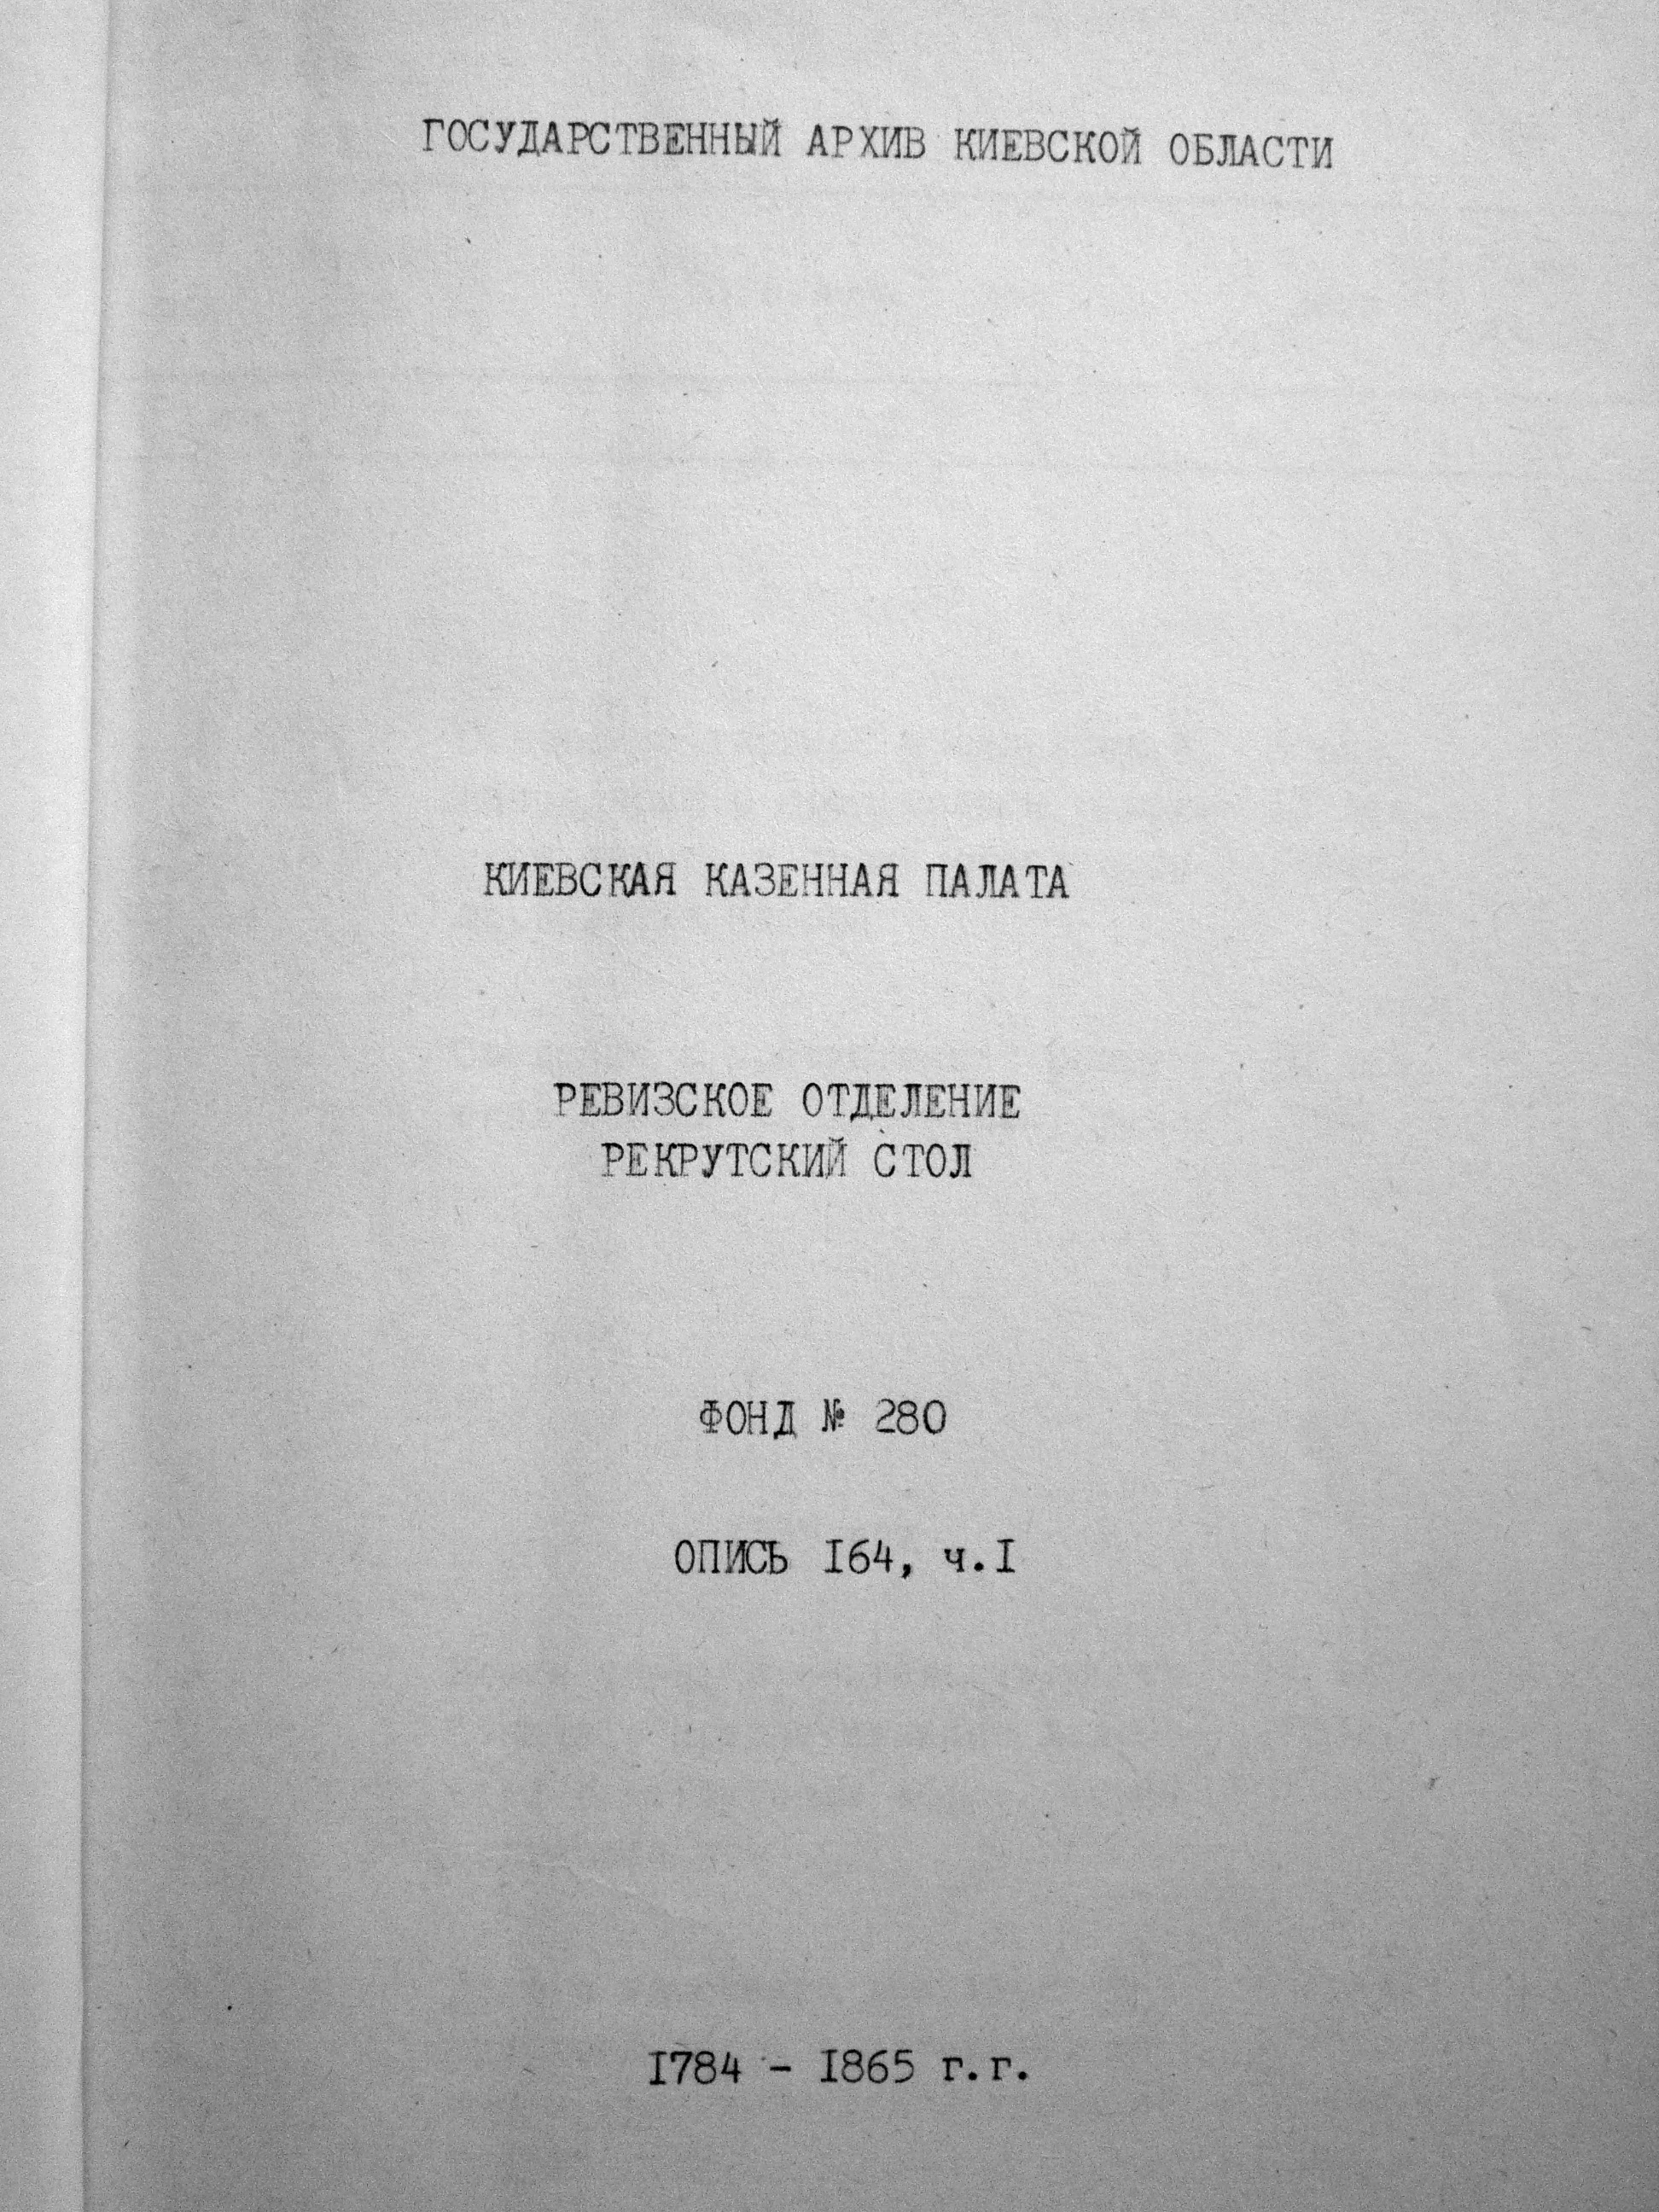 ГОСУДАРСТВЕННЫЙ АРХИВ КИЕВСКОЙ ОБЛАСТИ
КИЕВСКАЯ КАЗЕННАЯ ПАЛАТА
РЕВИЗСКОЕ ОТДЕЛЕНИЕ
РЕКРУТСКИЙ СТОЛ
ФОНД № 280
ОПИСЬ I64, ч.I
I784 - I865 г.г.